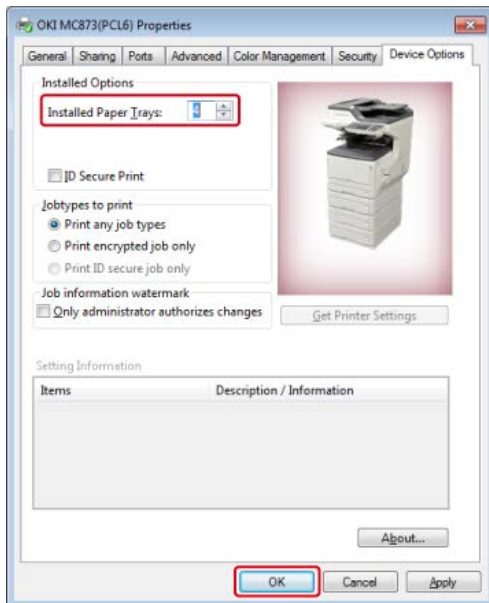 OKI MC873(PCL6) Properties
General Sharing Ports Advanced Color Management Security Device Options
Installed Options
Installed Paper Trays: 4
ID Secure Print
Jobtypes to print
Print any job types
Print encrypted job only
Print ID secure job only
Job information watermark
Only administrator authorizes changes
Get Printer Settings
Setting Information
Items Description / Information
About...
OK Cancel Apply